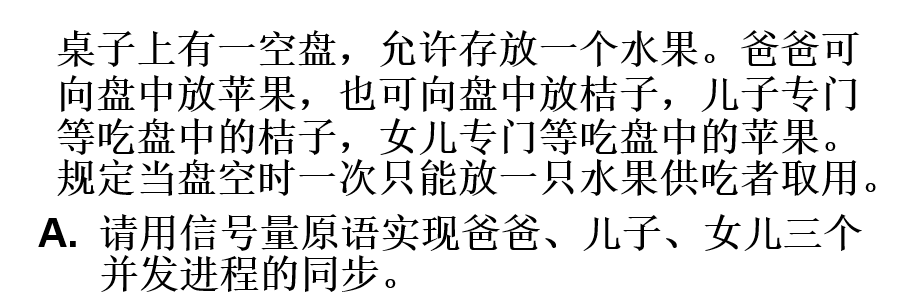 桌子上有一空盘，允许存放一个水果。爸爸可
向盘中放苹果，也可向盘中放桔子，儿子专门
等吃盘中的桔子，女儿专门等吃盘中的苹果。
规定当盘空时一次只能放一只水果供吃者取用。
A. 请用信号量原语实现爸爸、儿子、女儿三个
并发进程的同步。